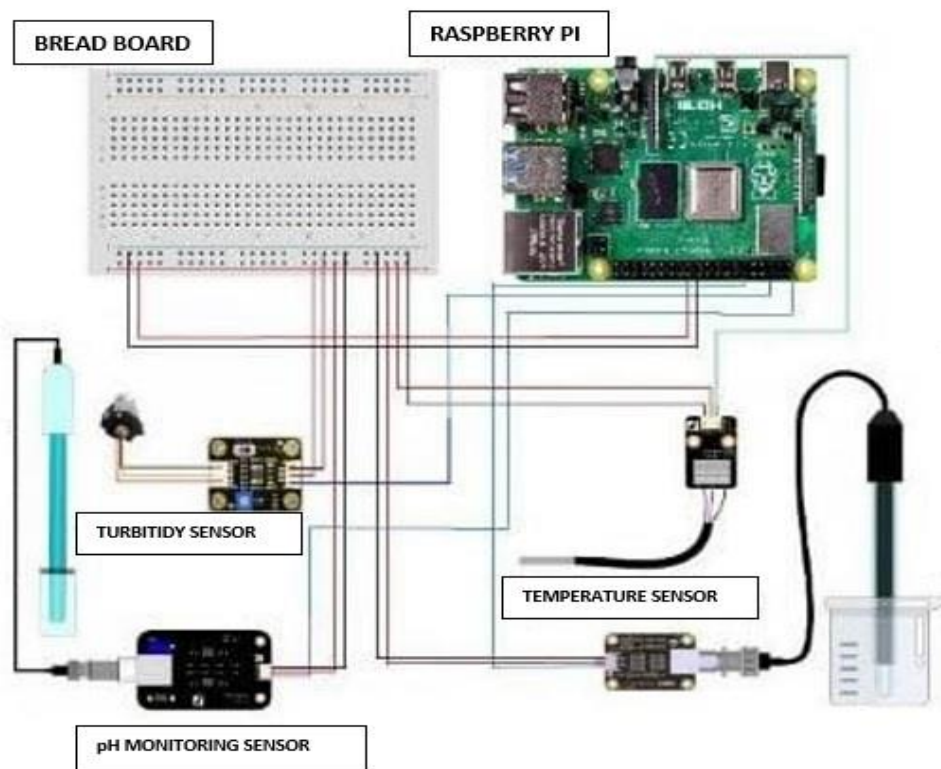 BREAD BOARD
RASPBERRY PI
TURBITIDY SENSOR
TEMPERATURE SENSOR
pH MONITORING SENSOR